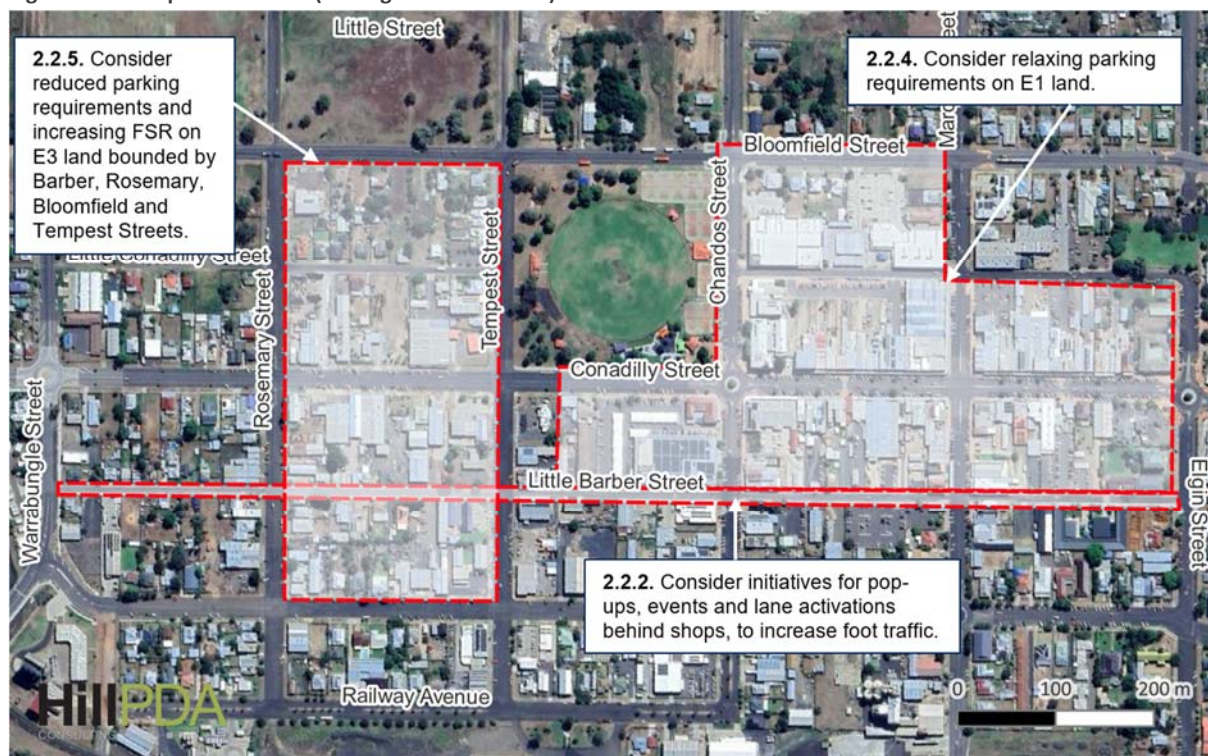 Little Street
2.2.5. Consider
reduced parking
requirements and
increasing FSR on
E3 land bounded by
Barber, Rosemary,
Bloomfield and
Tempest Streets.
2.2.4. Consider relaxing parking
requirements on E1 land.
Bloomfield Street
Chandos Street
Tempest Street
Rosemary Street
Conadilly Street
Warrabungle Street
Little Barber Street
Elgin Street
2.2.2. Consider initiatives for pop-
ups, events and lane activations
behind shops, to increase foot traffic.
Railway Avenue
HillPDA
CONSULTING
0 100 200 m